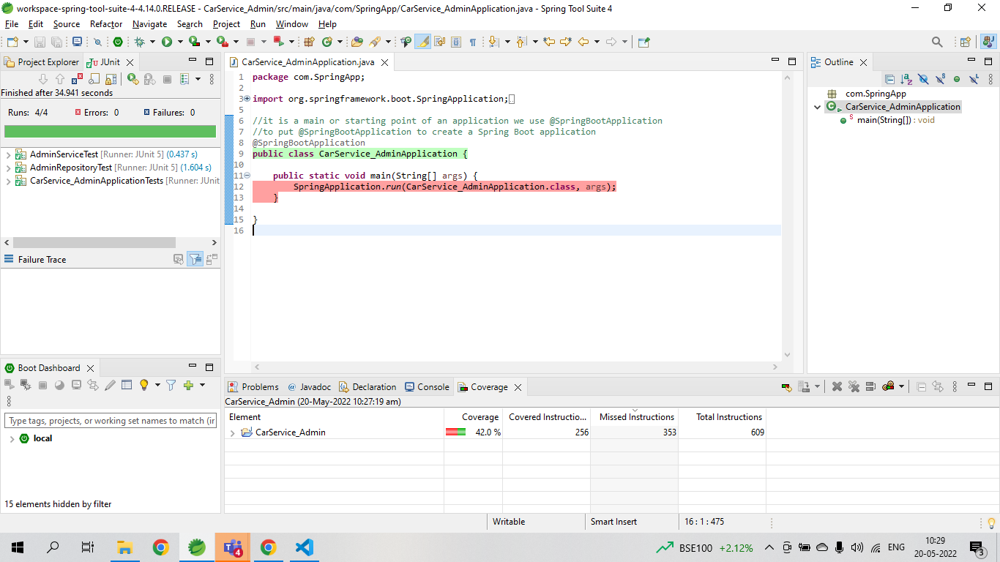 workspace-spring-tool-suite-4-4.14.0.RELEASE - CarService_Admin/src/main/java/com/SpringApp/CarService_AdminApplication.java - Spring Tool Suite 4
File Edit Source Refactor Navigate Search Project Run Window Help
Project Explorer JUnit
Finished after 34.941 seconds
Runs: 4/4 Errors: 0 Failures: 0
AdminServiceTest [Runner: JUnit 5] (0.437 s)
AdminRepositoryTest [Runner: JUnit 5] (1.604 s)
CarService_AdminApplicationTests [Runner: JUnit
Failure Trace
Boot Dashboard
Type tags, projects, or working set names to match (ir
local
15 elements hidden by filter
CarService_AdminApplication.java
1 package com.SpringApp;
2
3 import org.springframework.boot.SpringApplication;
5
6 //it is a main or starting point of an application we use @SpringBootApplication
7 //to put @SpringBootApplication to create a Spring Boot application
8 @SpringBootApplication
9 public class CarService_AdminApplication {
10
11 public static void main(String[] args) {
12 SpringApplication.run(CarService_AdminApplication.class, args);
13 }
14
15 }
16
Outline
com.SpringApp
CarService_AdminApplication
main(String[]) : void
Problems @ Javadoc Declaration Console Coverage
CarService_Admin (20-May-2022 10:27:19 am)
Element Coverage Covered Instructio... Missed Instructions Total Instructions
CarService_Admin 42.0 % 256 353 609
Writable Smart Insert 16 : 1 : 475
4
BSE100 +2.12% ENG 10:29
20-05-2022
3